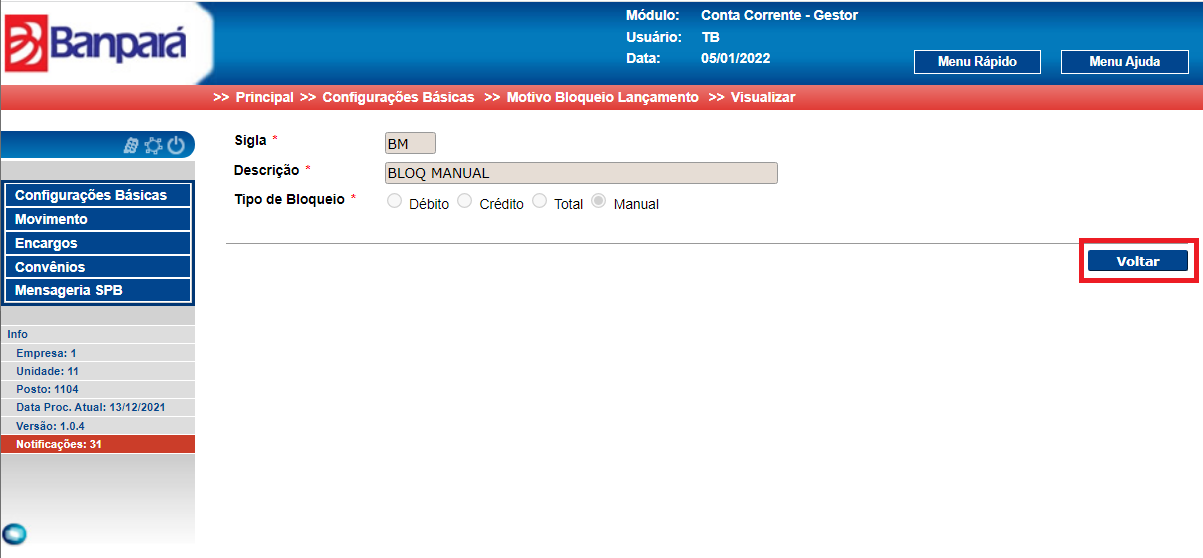 Banpará
Módulo: Conta Corrente - Gestor
Usuário: TB
Data: 05/01/2022
Menu Rápido
Menu Ajuda
>> Principal >> Configurações Básicas >> Motivo Bloqueio Lançamento >> Visualizar
Configurações Básicas
Movimento
Encargos
Convênios
Mensageria SPB
Info
Empresa: 1
Unidade: 11
Posto: 1104
Data Proc. Atual: 13/12/2021
Versão: 1.0.4
Notificações: 31
Sigla * BM
Descrição * BLOQ MANUAL
Tipo de Bloqueio * Débito Crédito Total Manual
Voltar